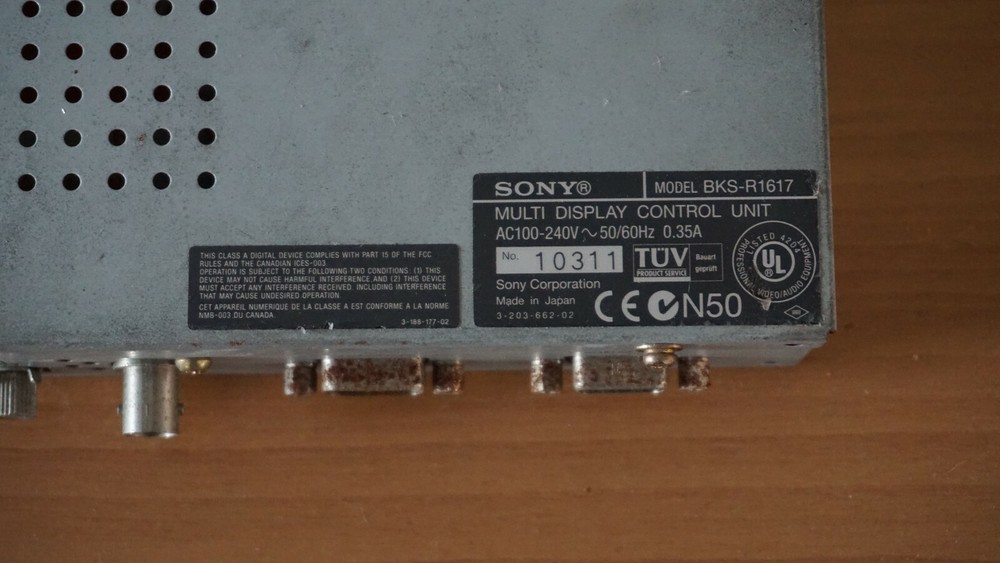 SONY®
MODEL BKS-R1617
MULTI DISPLAY CONTROL UNIT
AC100-240V～50/60Hz 0.35A
No. 10311
TÜV
PRODUCT SERVICE
Bauart
geprüft
Sony Corporation
Made in Japan
3-203-662-02
CE N50
LISTED 4204
UL
PROFESSIONAL VIDEO/AUDIO EQUIPMENT
THIS CLASS A DIGITAL DEVICE COMPLIES WITH PART 15 OF THE FCC
RULES AND THE CANADIAN ICES-003.
OPERATION IS SUBJECT TO THE FOLLOWING TWO CONDITIONS. (1) THIS
DEVICE MAY NOT CAUSE HARMFUL INTERFERENCE AND (2) THIS DEVICE
MUST ACCEPT ANY INTERFERENCE RECEIVED, INCLUDING INTERFERENCE
THAT MAY CAUSE UNDESIRED OPERATION.
CET APPAREIL NUMERIQUE DE LA CLASSE A EST CONFORME A LA NORME
NMB-003 DU CANADA.
3-188-177-02